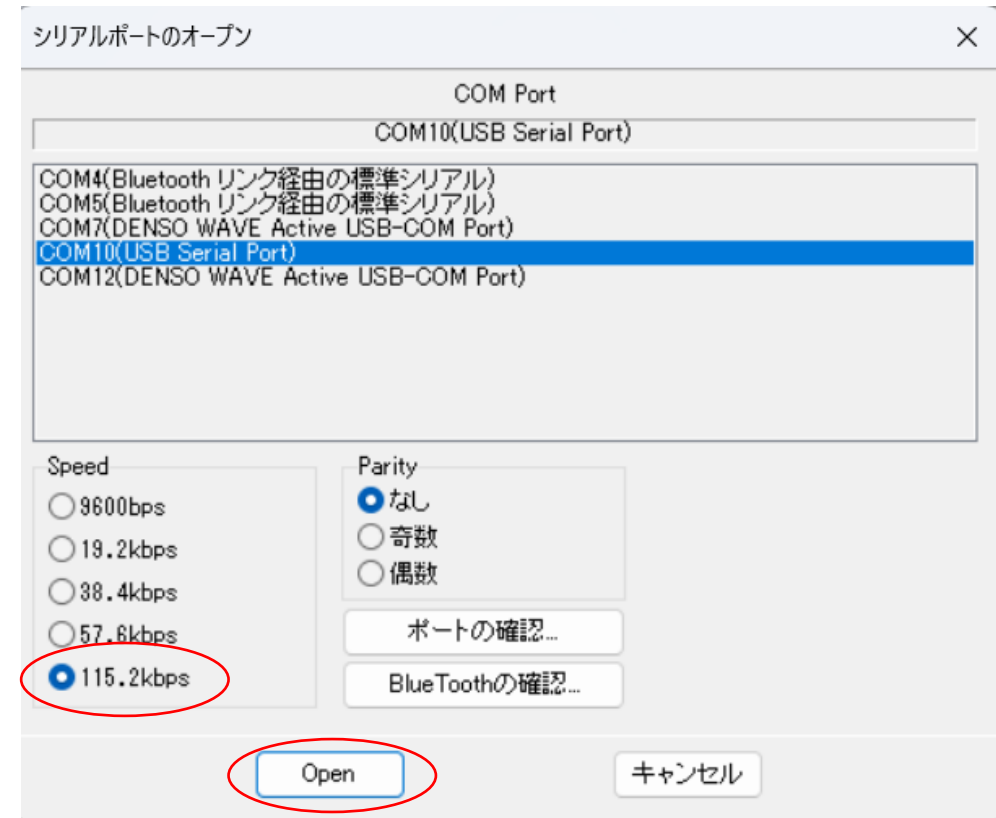 シリアルポートのオープン
COM Port
COM10(USB Serial Port)
COM4(Bluetooth リンク経由の標準シリアル)
COM5(Bluetooth リンク経由の標準シリアル)
COM7(DENSO WAVE Active USB-COM Port)
COM10(USB Serial Port)
COM12(DENSO WAVE Active USB-COM Port)
Speed
9600bps
19.2kbps
38.4kbps
57.6kbps
115.2kbps
Parity
なし
奇数
偶数
ポートの確認...
BlueToothの確認...
Open
キャンセル